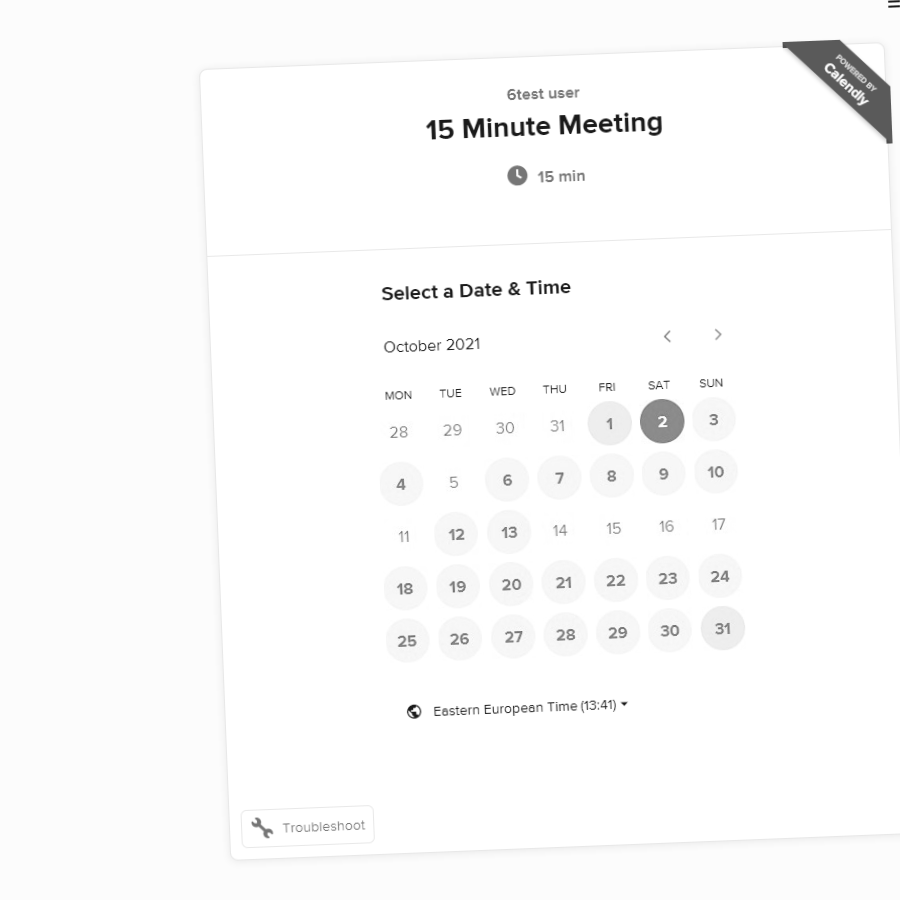 POWERED BY
Calendly
6test user
15 Minute Meeting
15 min
Select a Date & Time
October 2021
MON TUE WED THU FRI SAT SUN
28 29 30 31 1 2 3
4 5 6 7 8 9 10
11 12 13 14 15 16 17
18 19 20 21 22 23 24
25 26 27 28 29 30 31
Eastern European Time (13:41)
Troubleshoot